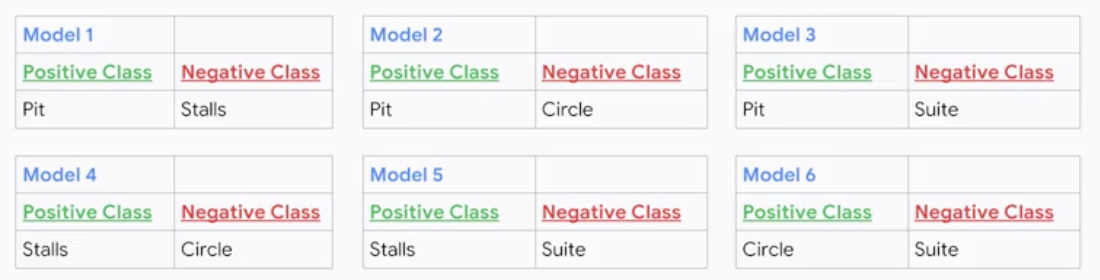 Model 1
Positive Class Negative Class
Pit Stalls
Model 2
Positive Class Negative Class
Pit Circle
Model 3
Positive Class Negative Class
Pit Suite
Model 4
Positive Class Negative Class
Stalls Circle
Model 5
Positive Class Negative Class
Stalls Suite
Model 6
Positive Class Negative Class
Circle Suite